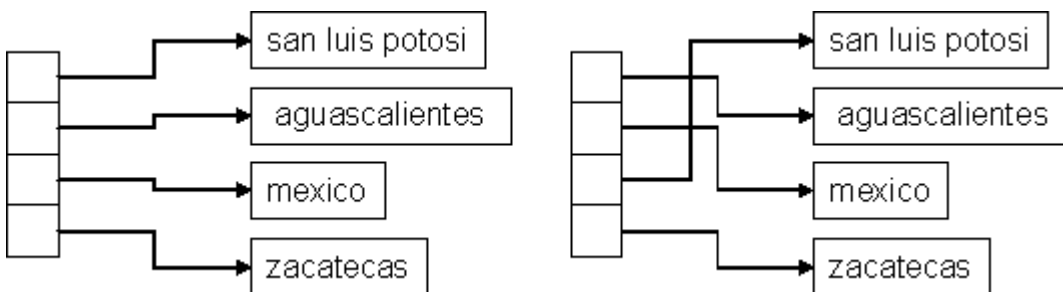 san luis potosi
aguascalientes
mexico
zacatecas
san luis potosi
aguascalientes
mexico
zacatecas